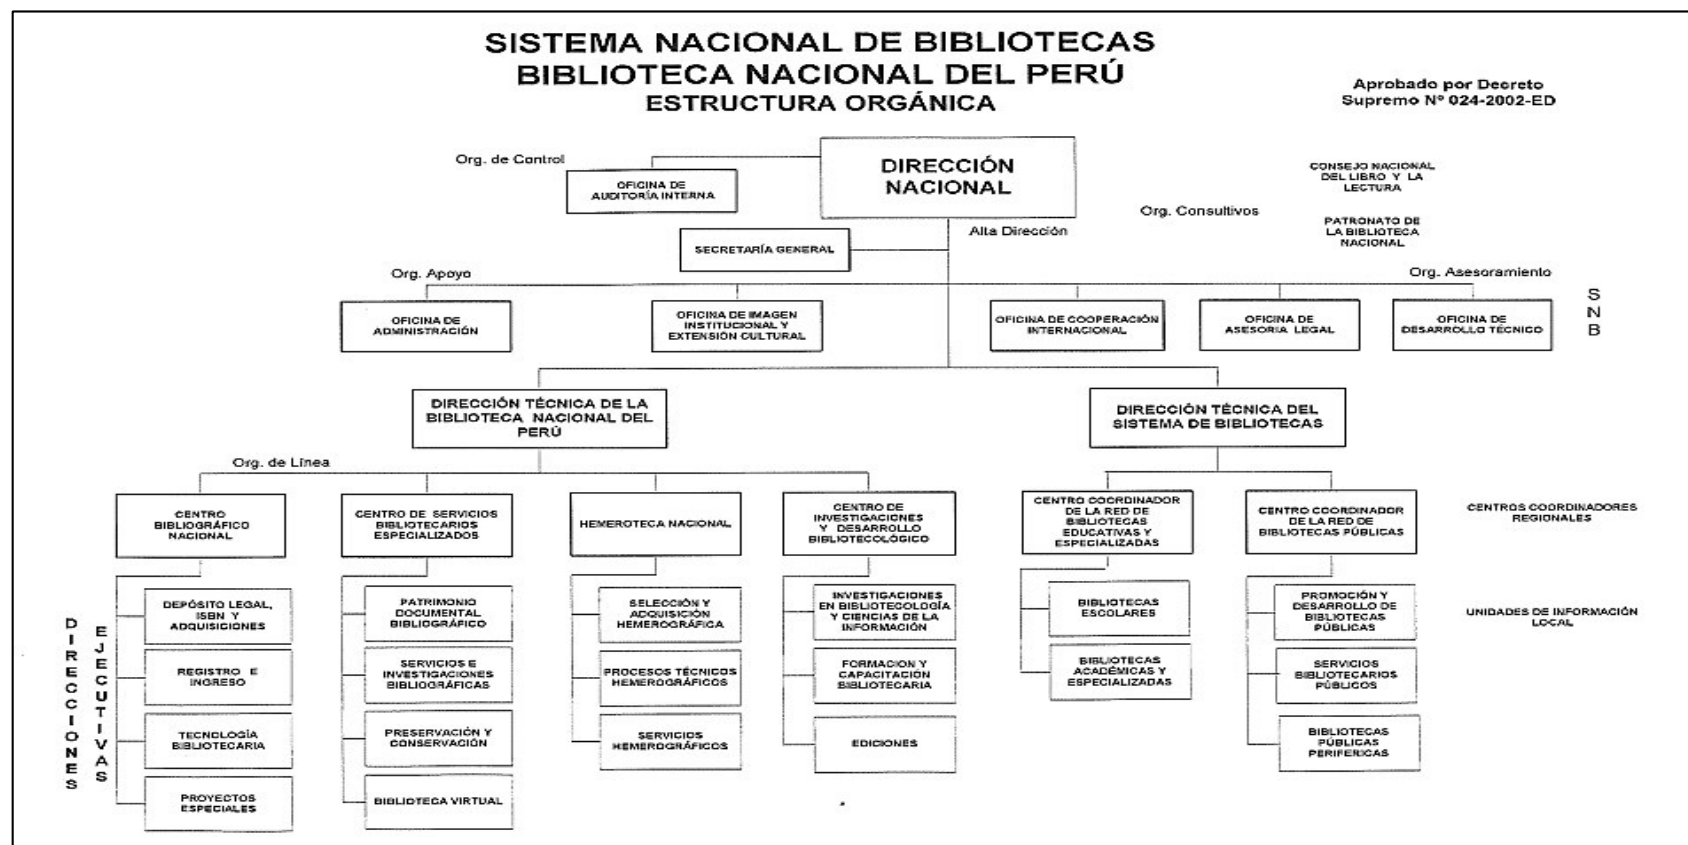 SISTEMA NACIONAL DE BIBLIOTECAS
BIBLIOTECA NACIONAL DEL PERÚ
ESTRUCTURA ORGÁNICA
Aprobado por Decreto
Supremo Nº 024-2002-ED
Org. de Control
OFICINA DE
AUDITORÍA INTERNA
DIRECCIÓN
NACIONAL
CONSEJO NACIONAL
DEL LIBRO Y LA
LECTURA
Org. Consultivos
PATRONATO DE
LA BIBLIOTECA
NACIONAL
Alta Dirección
SECRETARÍA GENERAL
Org. Apoyo
Org. Asesoramiento
OFICINA DE
ADMINISTRACIÓN
OFICINA DE IMAGEN
INSTITUCIONAL Y
EXTENSIÓN CULTURAL
OFICINA DE COOPERACIÓN
INTERNACIONAL
OFICINA DE
ASESORIA LEGAL
OFICINA DE
DESARROLLO TÉCNICO
SNB
DIRECCIÓN TÉCNICA DE LA
BIBLIOTECA NACIONAL DEL
PERÚ
DIRECCIÓN TÉCNICA DEL
SISTEMA DE BIBLIOTECAS
Org. de Línea
CENTRO
BIBLIOGRÁFICO
NACIONAL
CENTRO DE SERVICIOS
BIBLIOTECARIOS
ESPECIALIZADOS
HEMEROTECA NACIONAL
CENTRO DE
INVESTIGACIONES
Y DESARROLLO
BIBLIOTECOLÓGICO
CENTRO COORDINADOR
DE LA RED DE
BIBLIOTECAS
EDUCATIVAS Y
ESPECIALIZADAS
CENTRO COORDINADOR
DE LA RED DE
BIBLIOTECAS PÚBLICAS
CENTROS COORDINADORES
REGIONALES
DIRECCIONES
EJECUTIVAS
DEPÓSITO LEGAL,
ISBN Y
ADQUISICIONES
REGISTRO E
INGRESO
TECNOLOGÍA
BIBLIOTECARIA
PROYECTOS
ESPECIALES
PATRIMONIO
DOCUMENTAL
BIBLIOGRÁFICO
SERVICIOS E
INVESTIGACIONES
BIBLIOGRÁFICAS
PRESERVACIÓN Y
CONSERVACIÓN
BIBLIOTECA VIRTUAL
SELECCIÓN Y
ADQUISICIÓN
HEMEROGRÁFICA
PROCESOS TÉCNICOS
HEMEROGRÁFICOS
SERVICIOS
HEMEROGRÁFICOS
INVESTIGACIONES
EN BIBLIOTECOLOGÍA
Y CIENCIAS DE LA
INFORMACIÓN
FORMACION Y
CAPACITACIÓN
BIBLIOTECARIA
EDICIONES
BIBLIOTECAS
ESCOLARES
BIBLIOTECAS
ACADÉMICAS Y
ESPECIALIZADAS
PROMOCIÓN Y
DESARROLLO DE
BIBLIOTECAS
PÚBLICAS
SERVICIOS
BIBLIOTECARIOS
PÚBLICOS
BIBLIOTECAS
PÚBLICAS
PERIFERICAS
UNIDADES DE INFORMACIÓN
LOCAL